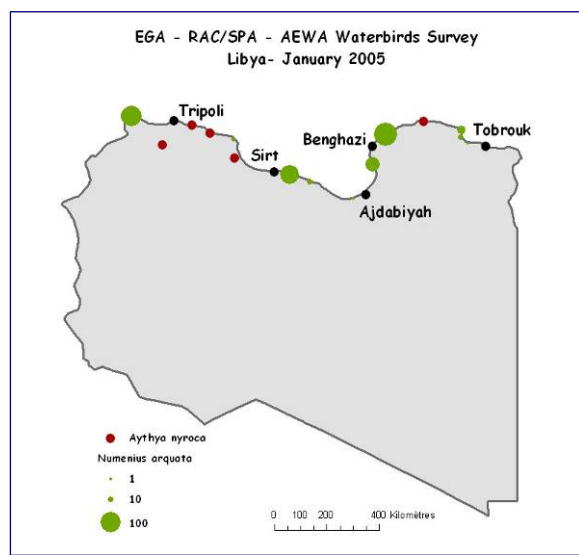 EGA - RAC/SPA - AEWA Waterbirds Survey
Libya- January 2005
Tripoli
Benghazi
Tobrouk
Sirt
Ajdabiyah
Aythya nyroca
Numenius arquata
1
10
100
0 100 200 400 Kilomètres